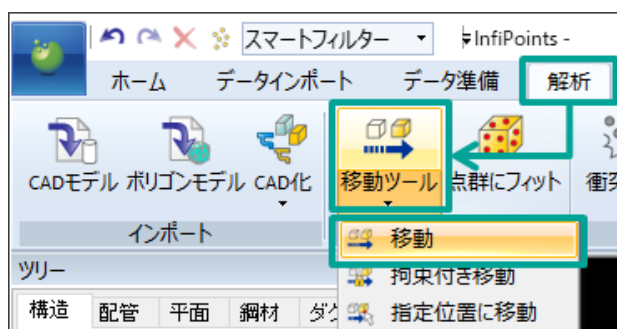 スマートフィルター InfiPoints -
ホーム データインポート データ準備 解析
CADモデル ポリゴンモデル CAD化 移動ツール 点群にフィット
インポート
移動
ツリー
拘束付き移動
構造 配管 平面 鋼材
指定位置に移動